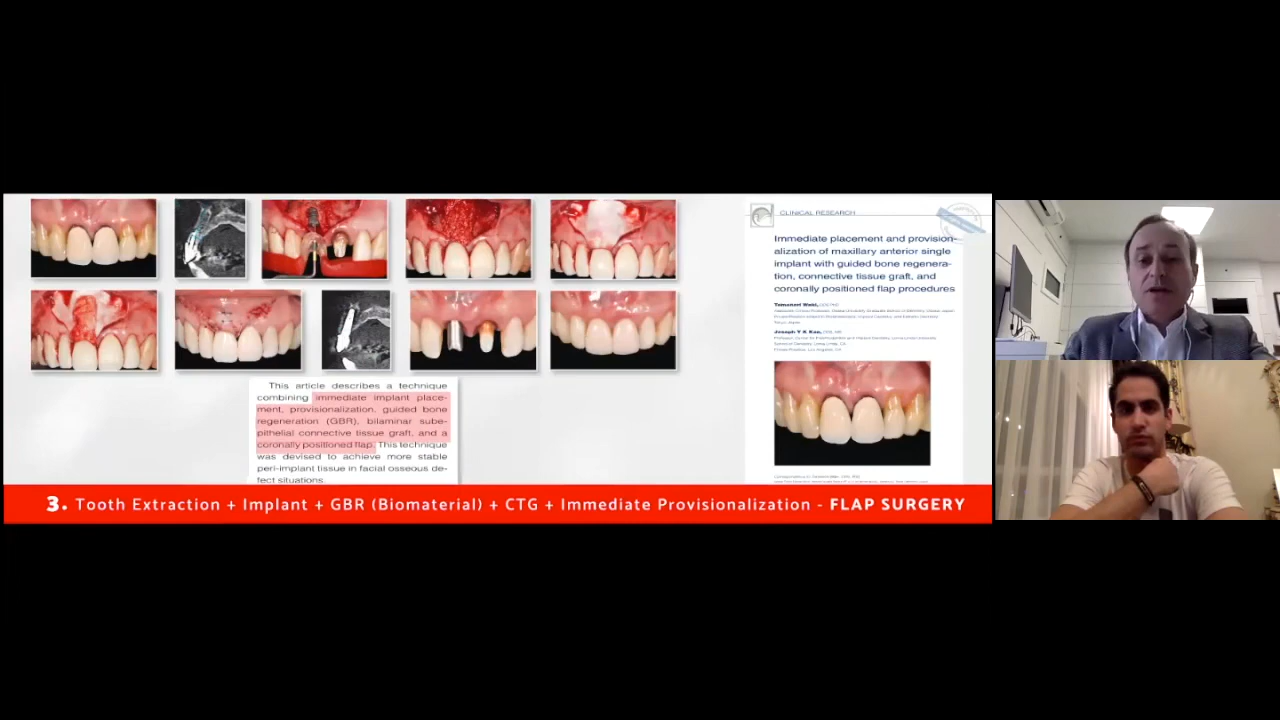 CLINICAL RESEARCH
Immediate placement and provision-
alization of maxillary anterior single
implant with guided bone regenera-
tion, connective tissue graft, and
coronally positioned flap procedures
Joseph Y K Kan,
This article describes a technique
combining immediate implant place-
ment, provisionalization, guided bone
regeneration (GBR), bilaminar sube-
pithelial connective tissue graft, and a
coronally positioned flap. This technique
was devised to achieve more stable
peri-implant tissue in facial osseous de-
fect situations.
3. Tooth Extraction + Implant + GBR (Biomaterial) + CTG + Immediate Provisionalization - FLAP SURGERY